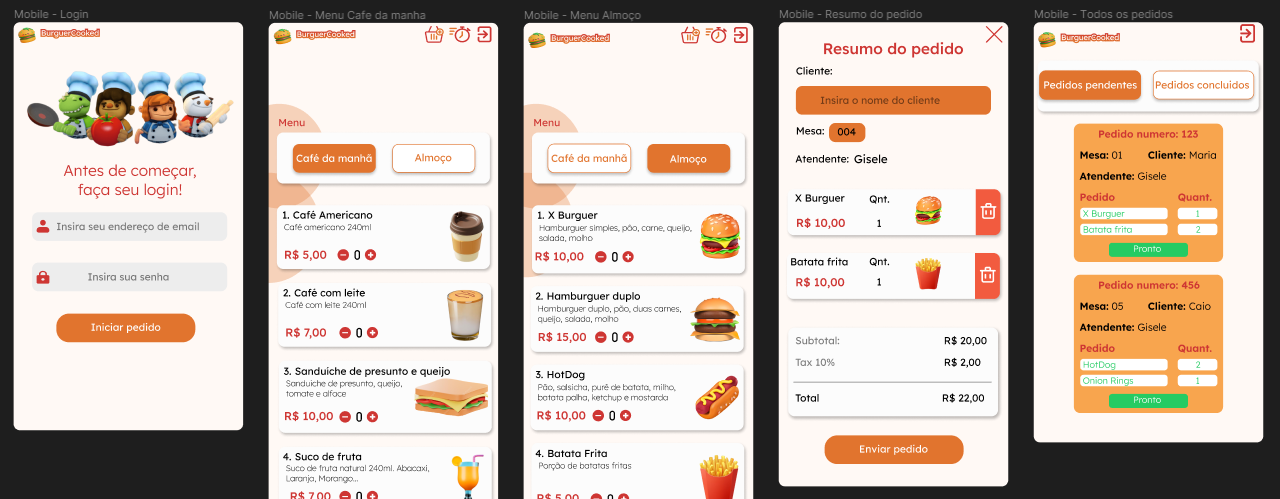 Mobile - Login
BurguerCooked
Antes de começar,
faça seu login!
Insira seu endereço de email
Insira sua senha
Iniciar pedido
Mobile - Menu Cafe da manha
BurguerCooked
Menu
Café da manhã
Almoço
1. Café Americano
Café americano 240ml
R$ 5,00
0
2. Café com leite
Café com leite 240ml
R$ 7,00
0
3. Sanduiche de presunto e queijo
Sanduiche de presunto, queijo,
tomate e alface
R$ 10,00
0
4. Suco de fruta
Suco de fruta natural 240ml. Abacaxi,
Laranja, Morango...
R$ 7,00
0
Mobile - Menu Almoço
BurguerCooked
Menu
Café da manhã
Almoço
1. X Burguer
Hamburguer simples, pão, carne, queijo,
salada, molho
R$ 10,00
0
2. Hamburguer duplo
Hamburguer duplo, pão, duas carnes,
queijo, salada, molho
R$ 15,00
0
3. HotDog
Pão, salsicha, purê de batata, milho,
batata palha, ketchup e mostarda
R$ 10,00
0
4. Batata Frita
Porção de batatas fritas
R$ 5,00
0
Mobile - Resumo do pedido
Resumo do pedido
Cliente:
Insira o nome do cliente
Mesa: 004
Atendente: Gisele
X Burguer
Qnt.
R$ 10,00
1
Batata frita
Qnt.
R$ 10,00
1
Subtotal: R$ 20,00
Tax 10% R$ 2,00
Total R$ 22,00
Enviar pedido
Mobile - Todos os pedidos
BurguerCooked
Pedidos pendentes
Pedidos concluidos
Pedido numero: 123
Mesa: 01 Cliente: Maria
Atendente: Gisele
Pedido Quant.
X Burguer 1
Batata frita 2
Pronto
Pedido numero: 456
Mesa: 05 Cliente: Caio
Atendente: Gisele
Pedido Quant.
HotDog 2
Onion Rings 1
Pronto